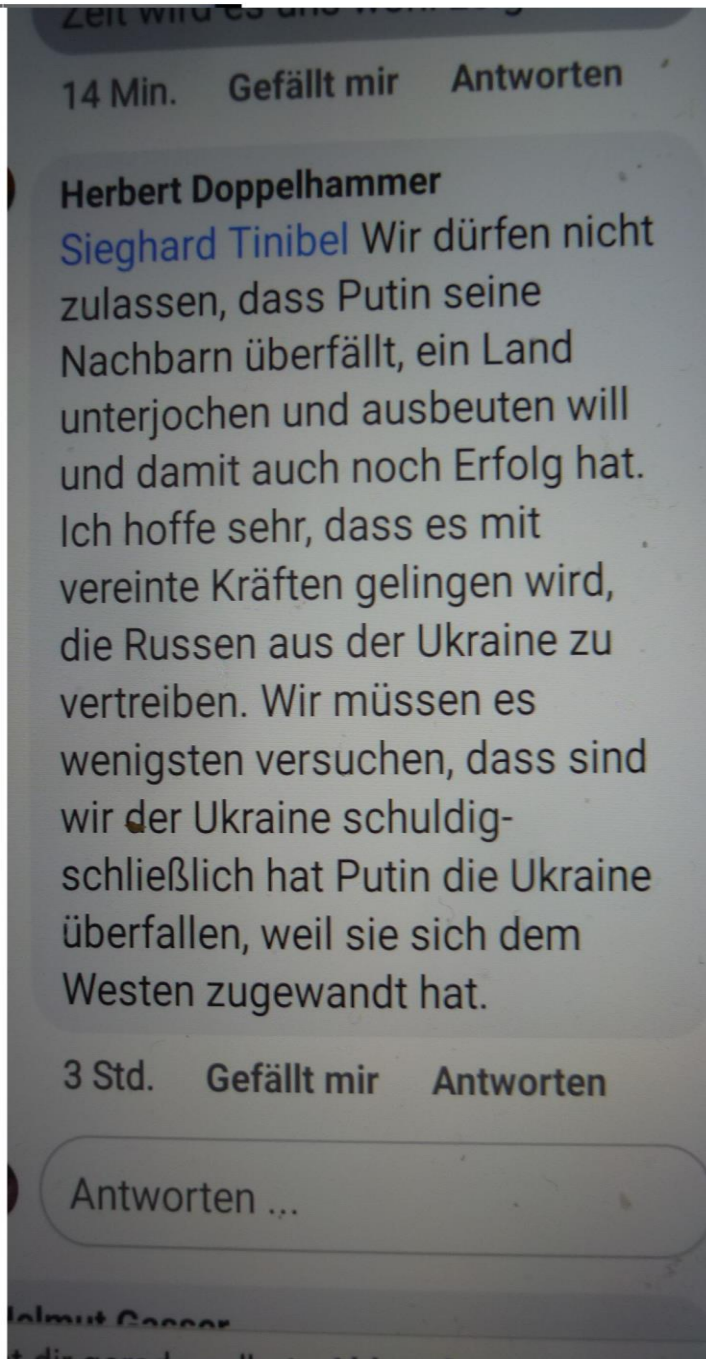 Zeit wird es uns
14 Min. Gefällt mir Antworten
Herbert Doppelhammer
Sieghard Tinibel Wir dürfen nicht
zulassen, dass Putin seine
Nachbarn überfällt, ein Land
unterjochen und ausbeuten will
und damit auch noch Erfolg hat.
Ich hoffe sehr, dass es mit
vereinte Kräften gelingen wird,
die Russen aus der Ukraine zu
vertreiben. Wir müssen es
wenigsten versuchen, dass sind
wir der Ukraine schuldig-
schließlich hat Putin die Ukraine
überfallen, weil sie sich dem
Westen zugewandt hat.
3 Std. Gefällt mir Antworten
Antworten ...